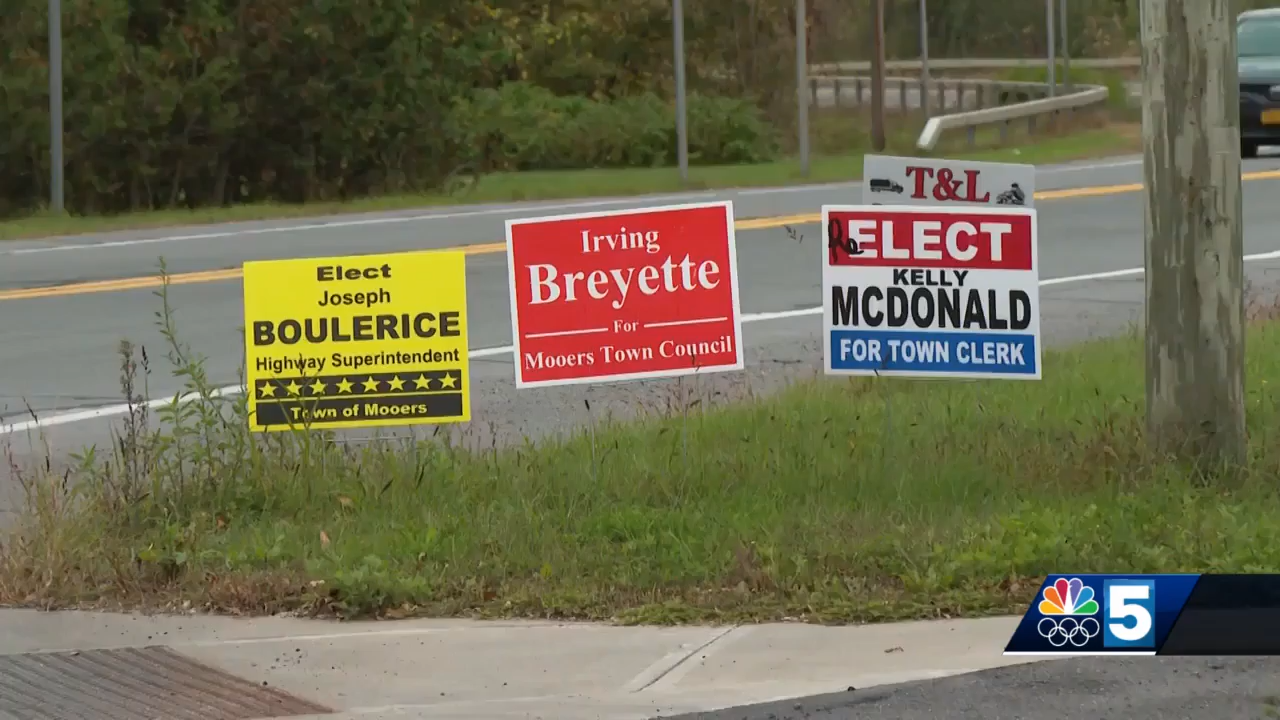 Elect
Joseph
BOULERICE
Highway Superintendent
Town of Mooers
Irving
Breyette
For
Mooers Town Council
T&L
Re ELECT
KELLY
MCDONALD
FOR TOWN CLERK
5